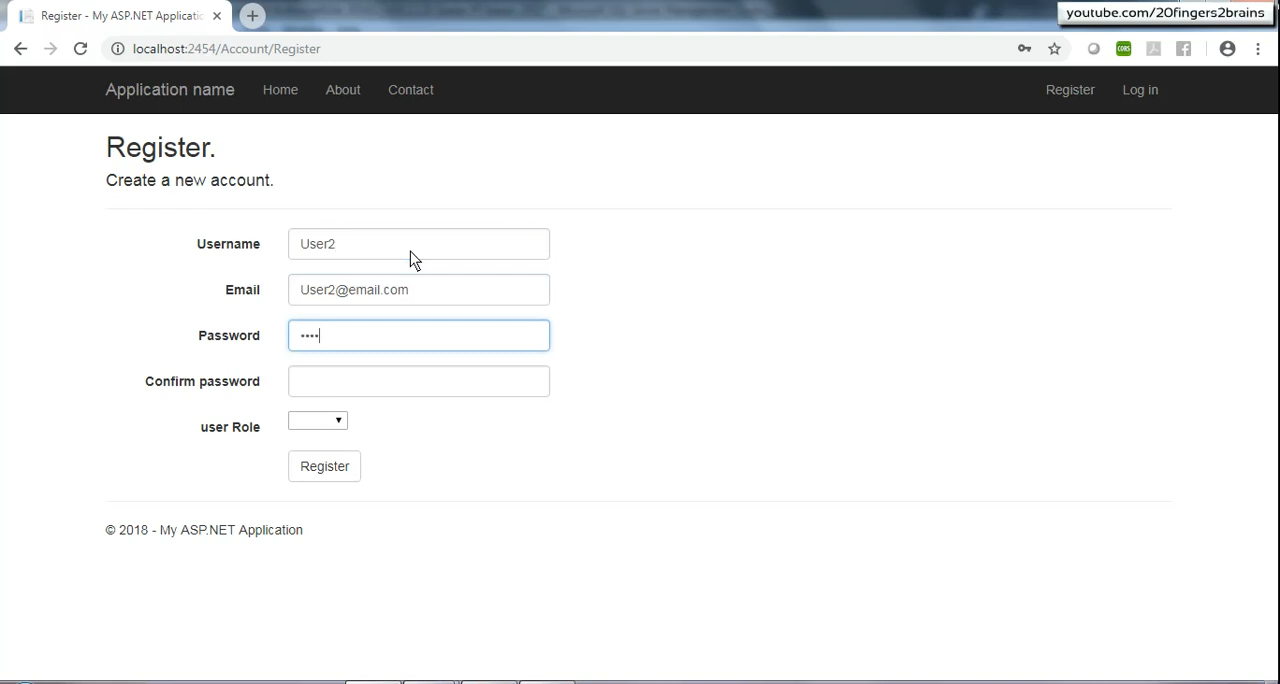 Register - My ASP.NET Applicatio
youtube.com/20fingers2brains
localhost:2454/Account/Register
CORS
Application name Home About Contact Register Log in
Register.
Create a new account.
Username User2
Email User2@email.com
Password ••••
Confirm password
user Role
Register
© 2018 - My ASP.NET Application